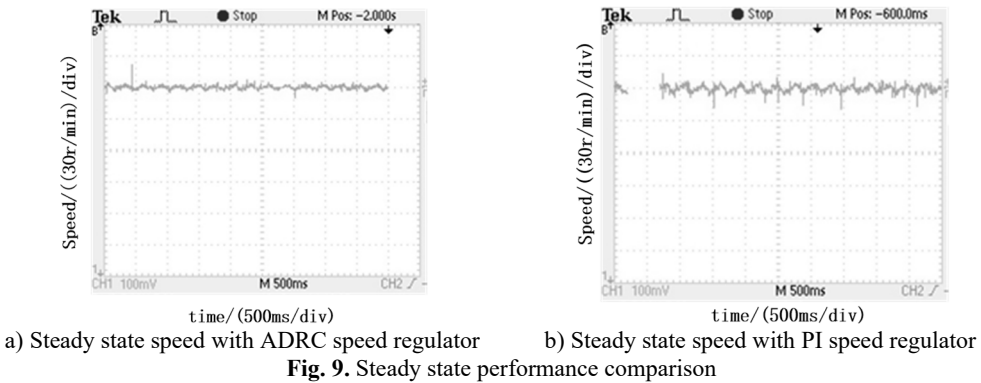 Tek Stop M Pos: -2.000s
B
Speed/((30r/min)/div)
1
CH1 100mV M 500ms CH2
time/(500ms/div)
a) Steady state speed with ADRC speed regulator
Tek Stop M Pos: -600.0ms
B
Speed/((30r/min)/div)
1
CH1 100mV M 500ms CH2
time/(500ms/div)
b) Steady state speed with PI speed regulator
Fig. 9. Steady state performance comparison